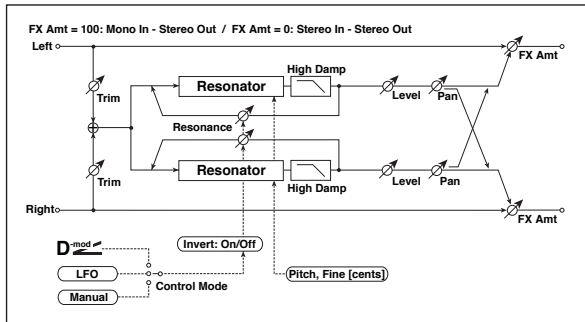 FX Amt = 100: Mono In - Stereo Out / FX Amt = 0: Stereo In - Stereo Out
Left
FX Amt
High Damp
Resonator
Trim
Level
Pan
Resonance
Resonator
High Damp
Level
Pan
Trim
Right
FX Amt
D-mod
Invert: On/Off
LFO
Control Mode
Pitch, Fine [cents]
Manual